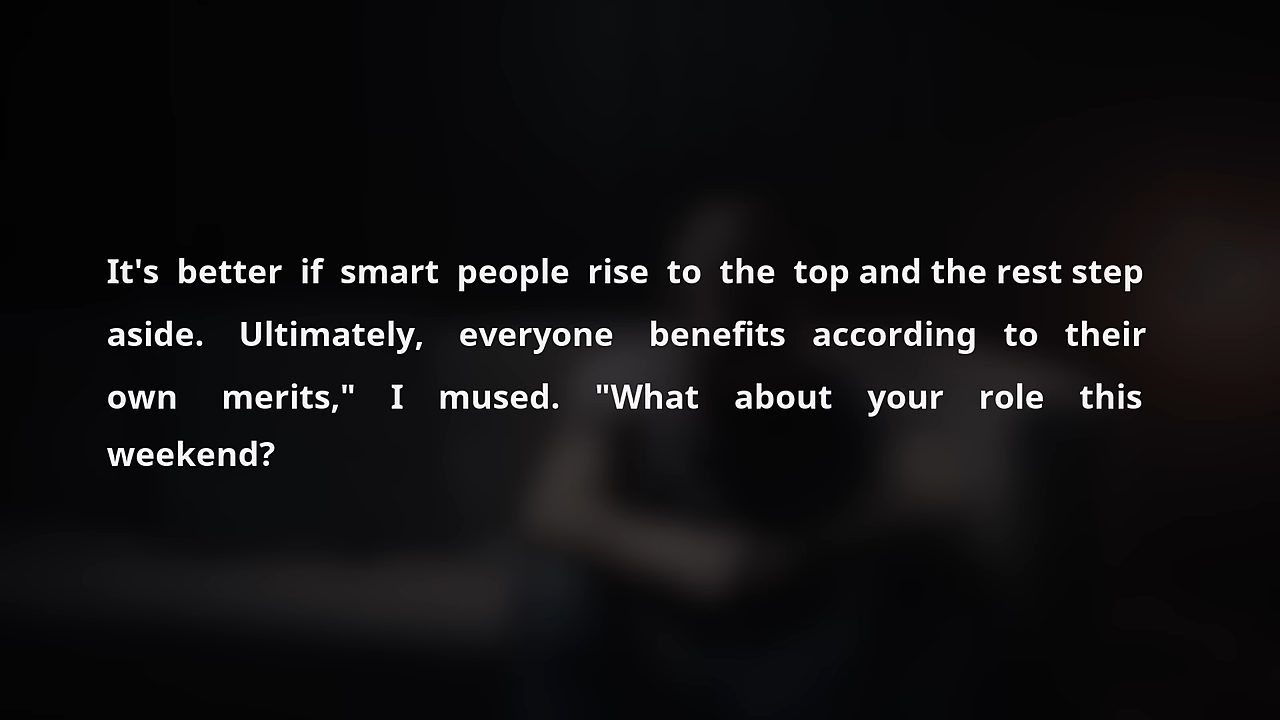 It's better if smart people rise to the top and the rest step
aside. Ultimately, everyone benefits according to their
own merits," I mused. "What about your role this
weekend?